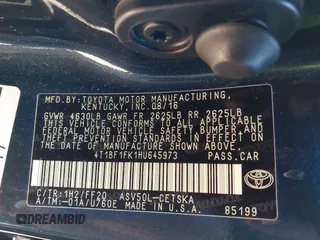 MFD. BY: TOYOTA MOTOR MANUFACTURING,
KENTUCKY, INC. 08/16
GVWR 4630LB GAWR FR 2625LB RR 2625LB
THIS VEHICLE CONFORMS TO ALL APPLICABLE
FEDERAL MOTOR VEHICLE SAFETY, BUMPER, AND
THEFT PREVENTION STANDARDS IN EFFECT ON
THE DATE OF MANUFACTURE SHOWN ABOVE.
4T1BF1FK1HU645973 PASS.CAR
C/TR:1H2/FF20 ASV50L-CETSKA
A/TM:-01A/U760E MADE IN U.S.A.
TOYOTA
85199
DREAMBID